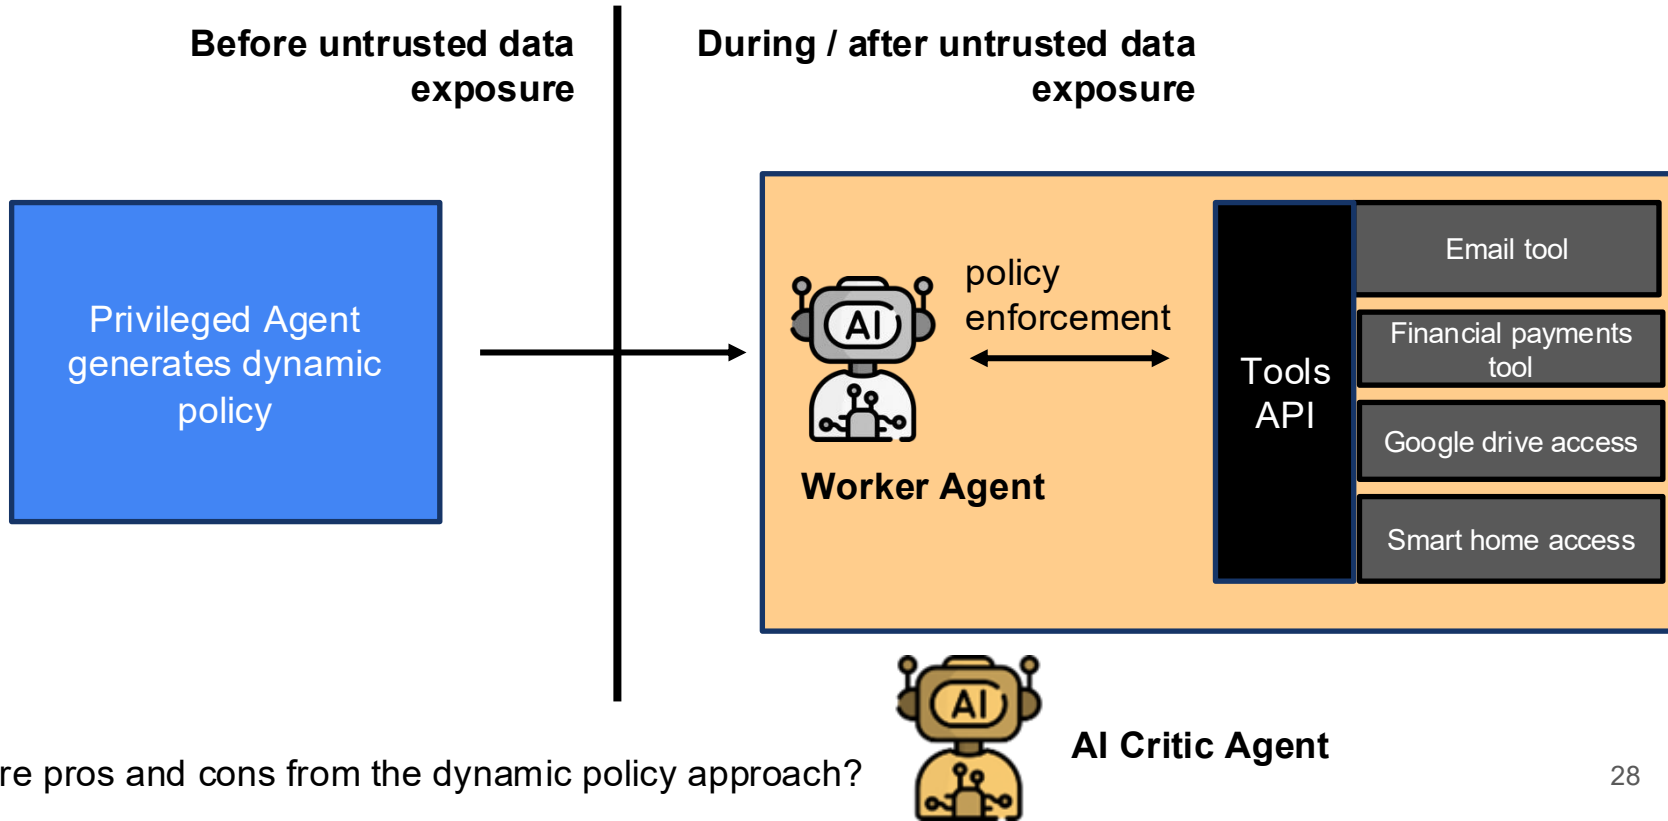 Before untrusted data
exposure
During / after untrusted data
exposure
Privileged Agent
generates dynamic
policy
AI
policy
enforcement
Worker Agent
Tools
API
Email tool
Financial payments
tool
Google drive access
Smart home access
AI
AI Critic Agent
pros and cons from the dynamic policy approach?
28